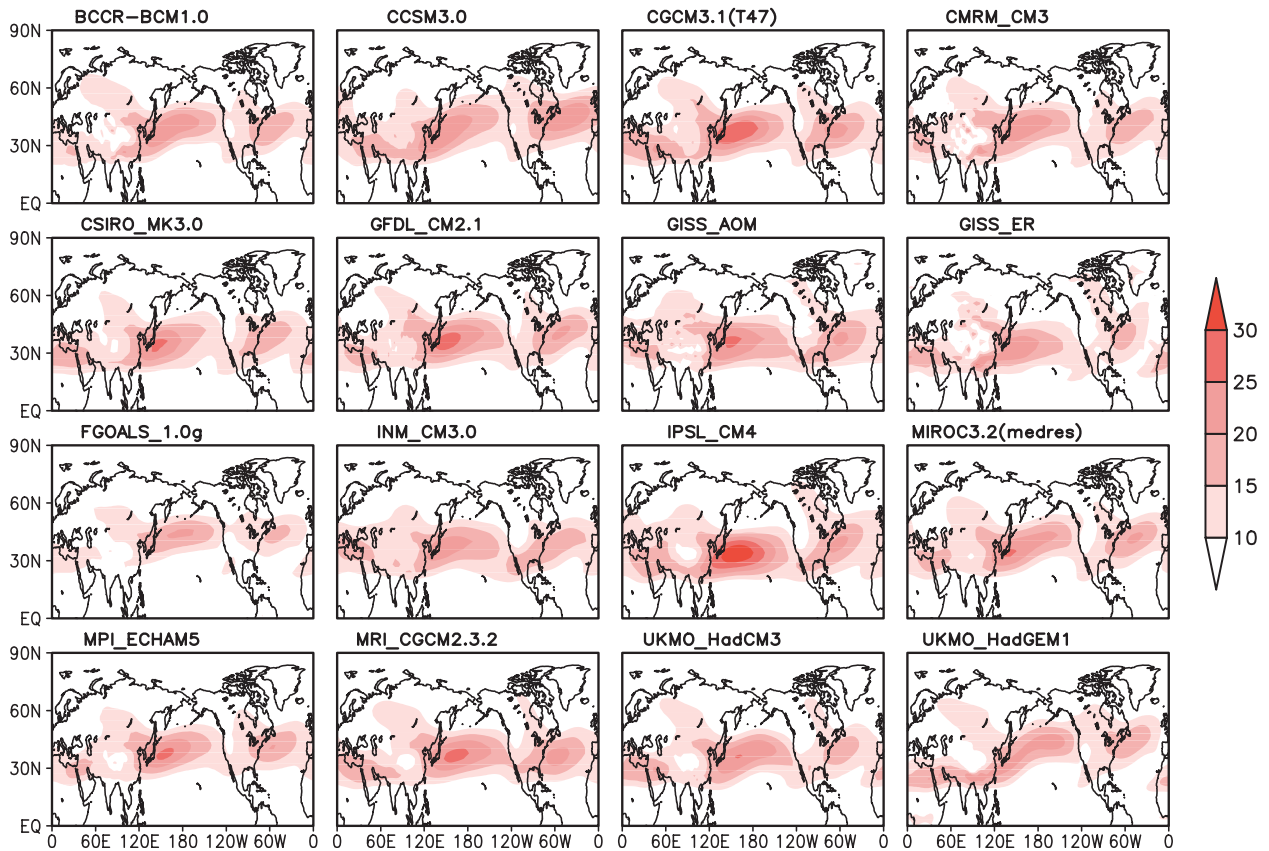 BCCR-BCM1.0 CCSM3.0 CGCM3.1(T47) CMRM_CM3
90N
60N
30N
EQ
CSIRO_MK3.0 GFDL_CM2.1 GISS_AOM GISS_ER
90N
60N
30N
EQ
30
25
20
15
10
FGOALS_1.0g INM_CM3.0 IPSL_CM4 MIROC3.2(medres)
90N
60N
30N
EQ
MPI_ECHAM5 MRI_CGCM2.3.2 UKMO_HadCM3 UKMO_HadGEM1
90N
60N
30N
EQ
0 60E 120E 180 120W 60W 0 0 60E 120E 180 120W 60W 0 0 60E 120E 180 120W 60W 0 0 60E 120E 180 120W 60W 0